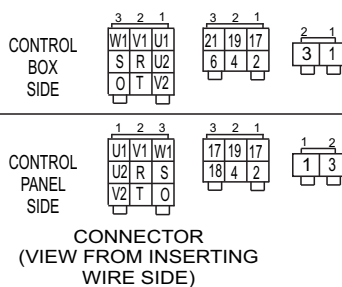 3 2 1
3 2 1
2 1
CONTROL
BOX
SIDE
W1 V1 U1
S R U2
O T V2
21 19 17
6 4 2
3 1
1 2 3
3 2 1
1 2
CONTROL
PANEL
SIDE
U1 V1 W1
U2 R S
V2 T O
17 19 17
18 4 2
1 3
CONNECTOR
(VIEW FROM INSERTING
WIRE SIDE)